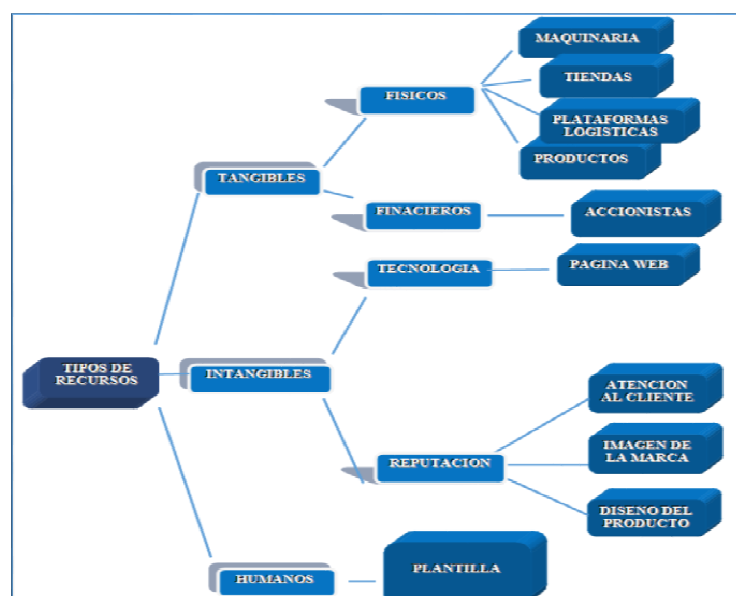 MAQUINARIA
TIENDAS
FISICOS
PLATAFORMAS
LOGISTICAS
PRODUCTOS
TANGIBLES
FINACIEROS
ACCIONISTAS
TECNOLOGIA
PAGINA WEB
TIPOS DE
RECURSOS
INTANGIBLES
ATENCION
AL CLIENTE
IMAGEN DE
LA MARCA
REPUTACION
DISENO DEL
PRODUCTO
HUMANOS
PLANTILLA